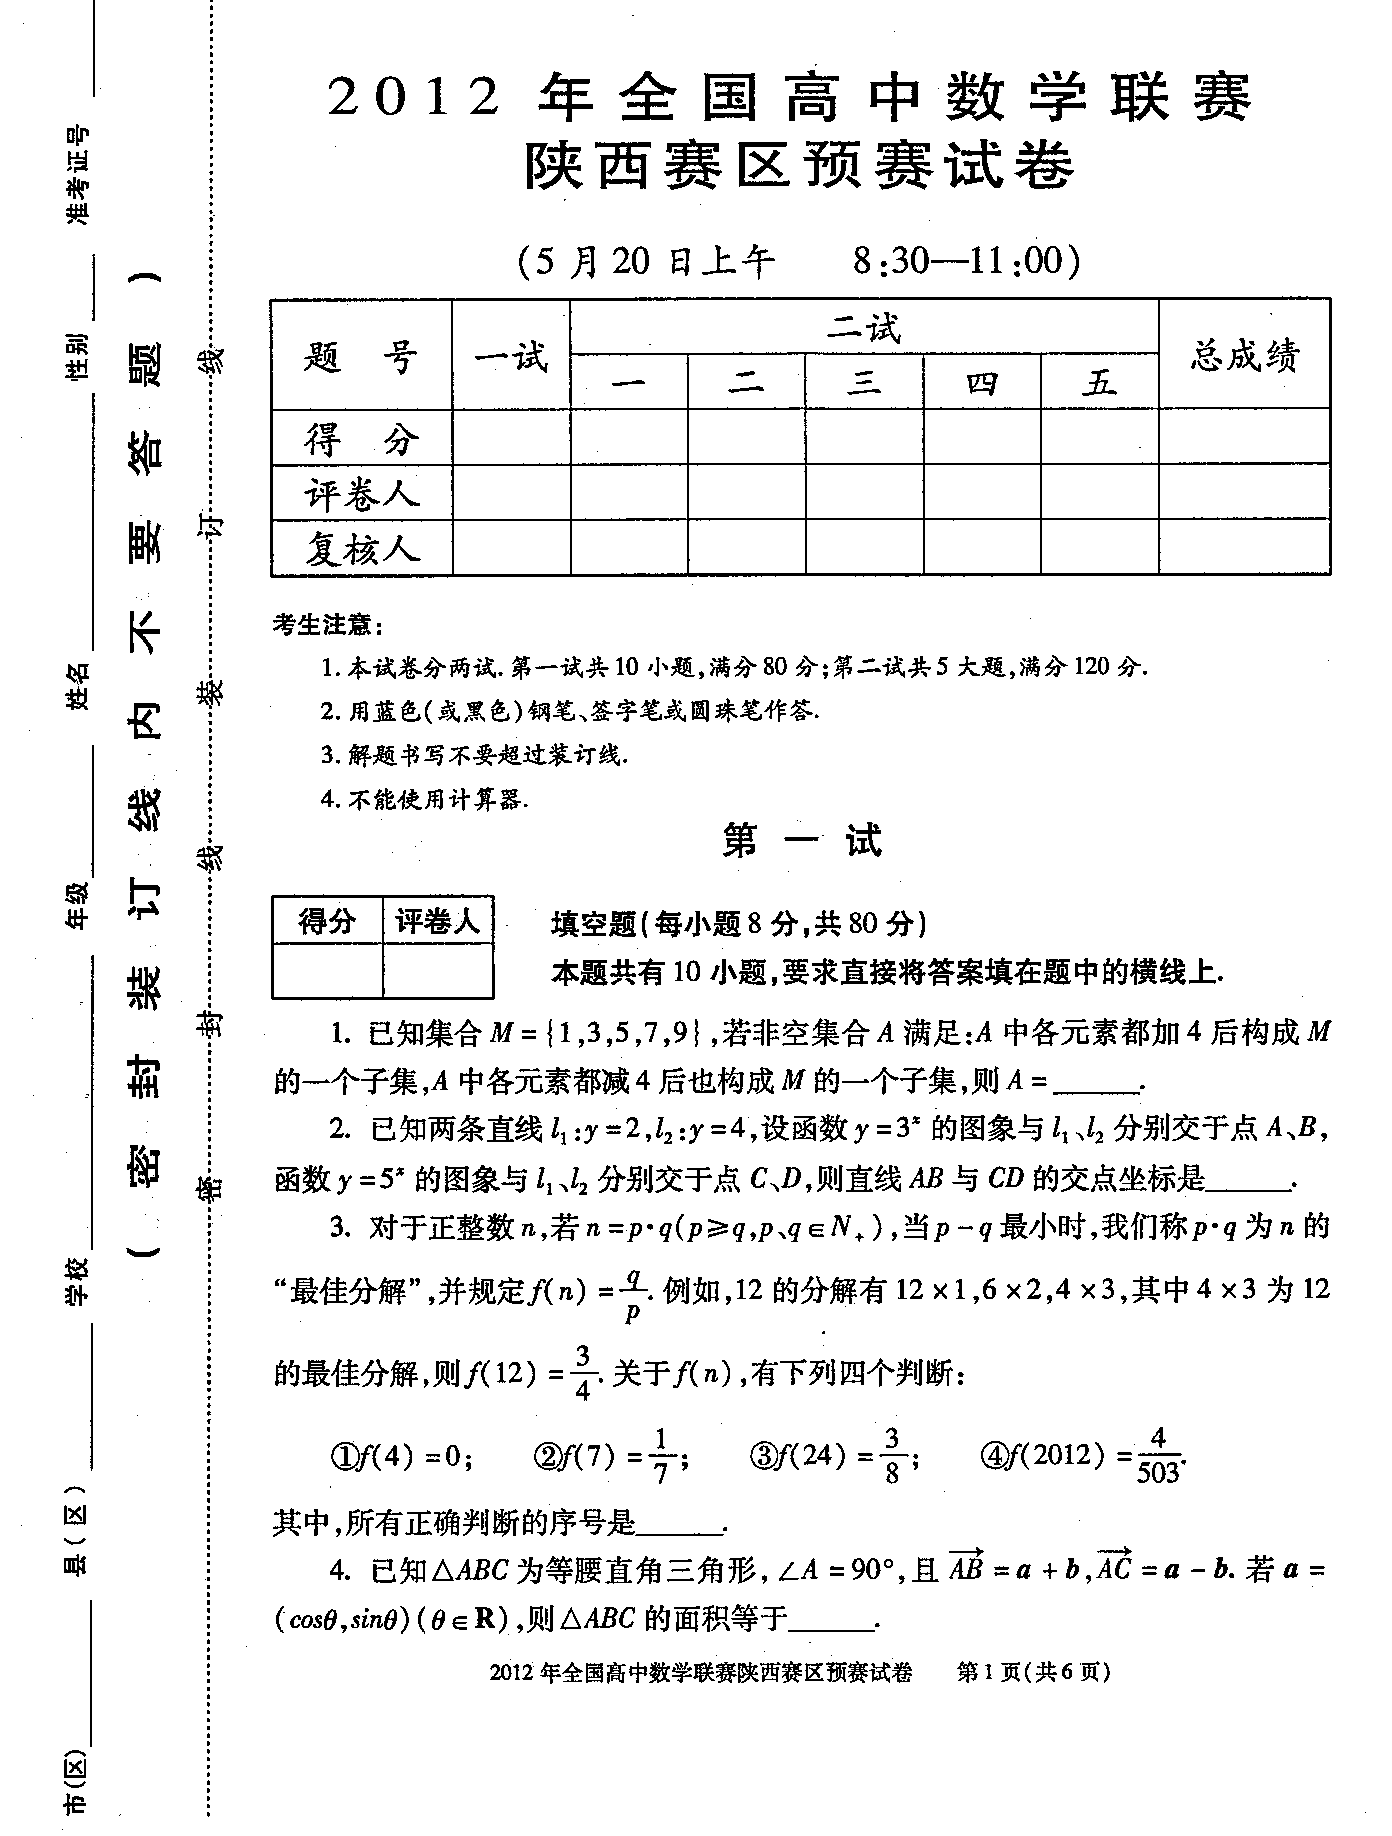 2012年全国高中数学联赛
陕西赛区预赛试卷
(5月20日上午 8:30—11:00)
题 号 一试 二试 总成绩
一 二 三 四 五
得 分
评卷人
复核人
考生注意:
1. 本试卷分两试. 第一试共10小题,满分80分;第二试共5大题,满分120分.
2. 用蓝色(或黑色)钢笔、签字笔或圆珠笔作答.
3. 解题书写不要超过装订线.
4. 不能使用计算器.
第 一 试
得分 评卷人
填空题(每小题8分,共80分)
本题共有10小题,要求直接将答案填在题中的横线上.
1. 已知集合M={1,3,5,7,9},若非空集合A满足:A中各元素都加4后构成M
的一个子集,A中各元素都减4后也构成M的一个子集,则A=______.
2. 已知两条直线l₁:y=2,l₂:y=4,设函数y=3ˣ的图象与l₁、l₂分别交于点A、B,
函数y=5ˣ的图象与l₁、l₂分别交于点C、D,则直线AB与CD的交点坐标是______.
3. 对于正整数n,若n=p·q(p≥q,p、q∈N₊),当p-q最小时,我们称p·q为n的
“最佳分解”,并规定f(n)=q/p. 例如,12的分解有12×1,6×2,4×3,其中4×3为12
的最佳分解,则f(12)=3/4. 关于f(n),有下列四个判断:
①f(4)=0; ②f(7)=1/7; ③f(24)=3/8; ④f(2012)=4/503.
其中,所有正确判断的序号是______.
4. 已知△ABC为等腰直角三角形,∠A=90°,且AB→=a+b,AC→=a-b. 若a=
(cosθ,sinθ)(θ∈R),则△ABC的面积等于______.
2012年全国高中数学联赛陕西赛区预赛试卷 第1页(共6页)
市(区) 县(区) 学校 年级 姓名 性别 准考证号
(密封装订线内不要答题)
密 封 线 装 订 线